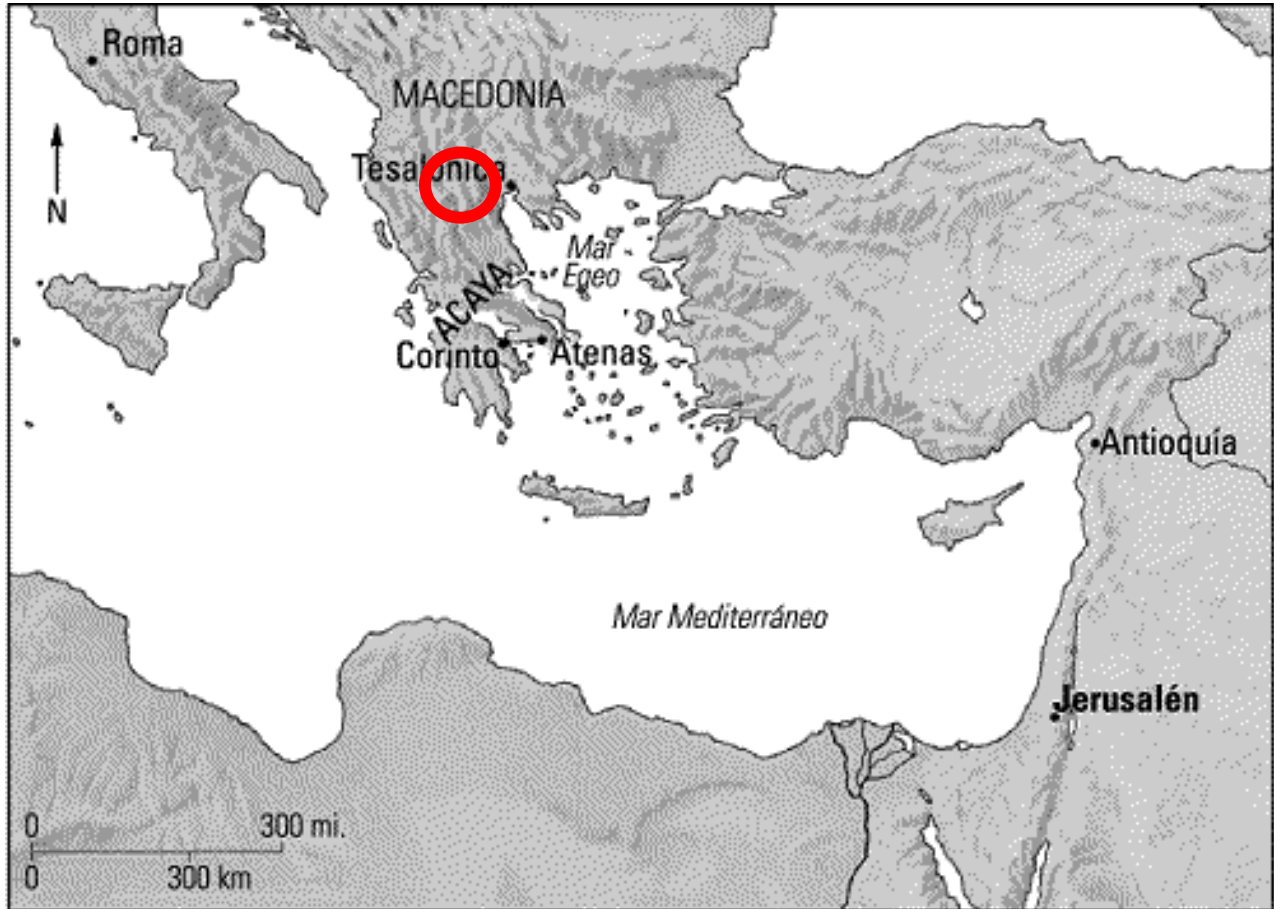 Roma
MACEDONIA
Tesalónica
N
Mar
Egeo
ACAYA
Corinto
Atenas
Antioquía
Mar Mediterráneo
Jerusalén
0 300 mi.
0 300 km